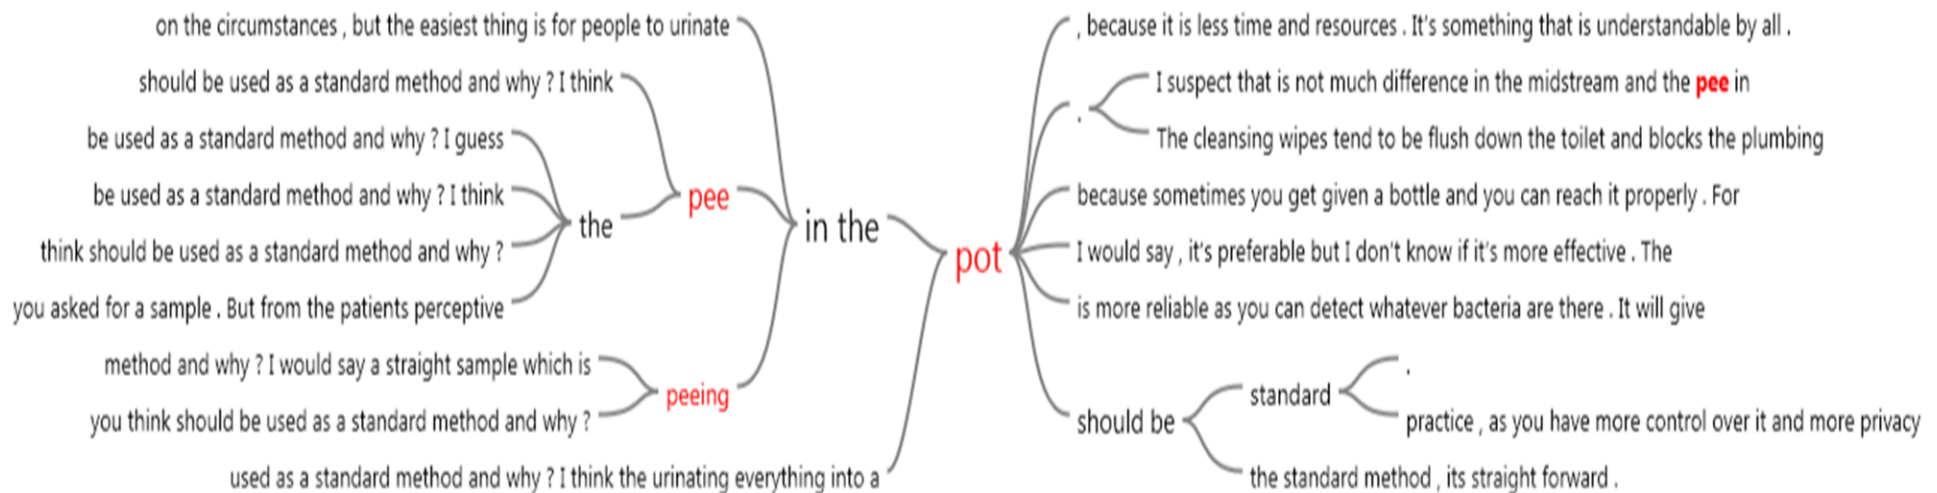 on the circumstances , but the easiest thing is for people to urinate
should be used as a standard method and why ? I think
be used as a standard method and why ? I guess
be used as a standard method and why ? I think
think should be used as a standard method and why ?
you asked for a sample . But from the patients perceptive
the
pee
method and why ? I would say a straight sample which is
you think should be used as a standard method and why ?
peeing
in the
used as a standard method and why ? I think the urinating everything into a
pot
, because it is less time and resources . It's something that is understandable by all .
.
I suspect that is not much difference in the midstream and the pee in
The cleansing wipes tend to be flush down the toilet and blocks the plumbing
because sometimes you get given a bottle and you can reach it properly . For
I would say , it's preferable but I don't know if it's more effective . The
is more reliable as you can detect whatever bacteria are there . It will give
should be
standard
.
practice , as you have more control over it and more privacy
the standard method , its straight forward .